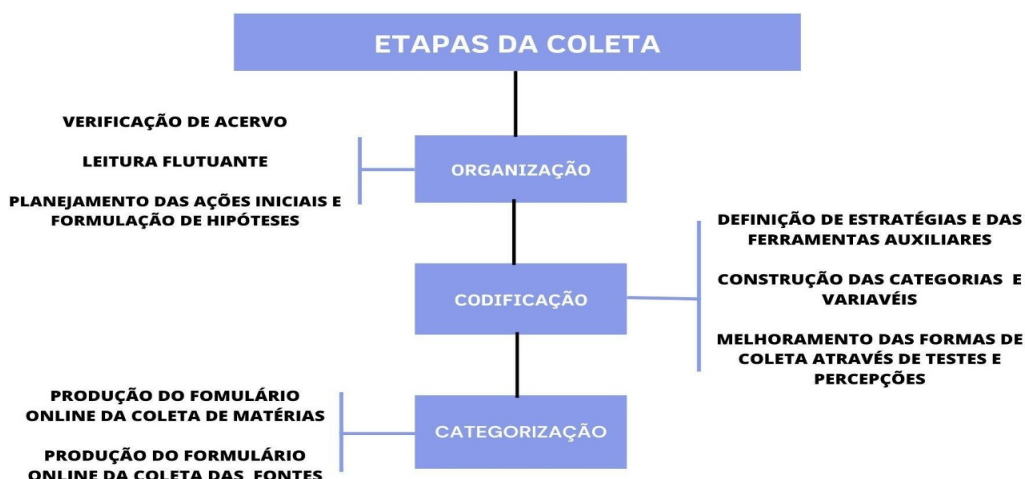 ETAPAS DA COLETA
VERIFICAÇÃO DE ACERVO
LEITURA FLUTUANTE
PLANEJAMENTO DAS AÇÕES INICIAIS E
FORMULAÇÃO DE HIPÓTESES
ORGANIZAÇÃO
DEFINIÇÃO DE ESTRATÉGIAS E DAS
FERRAMENTAS AUXILIARES
CONSTRUÇÃO DAS CATEGORIAS E
VARIAVÉIS
MELHORAMENTO DAS FORMAS DE
COLETA ATRAVÉS DE TESTES E
PERCEPÇÕES
CODIFICAÇÃO
PRODUÇÃO DO FOMULÁRIO
ONLINE DA COLETA DE MATÉRIAS
PRODUÇÃO DO FORMULÁRIO
ONLINE DA COLETA DAS FONTES
CATEGORIZAÇÃO